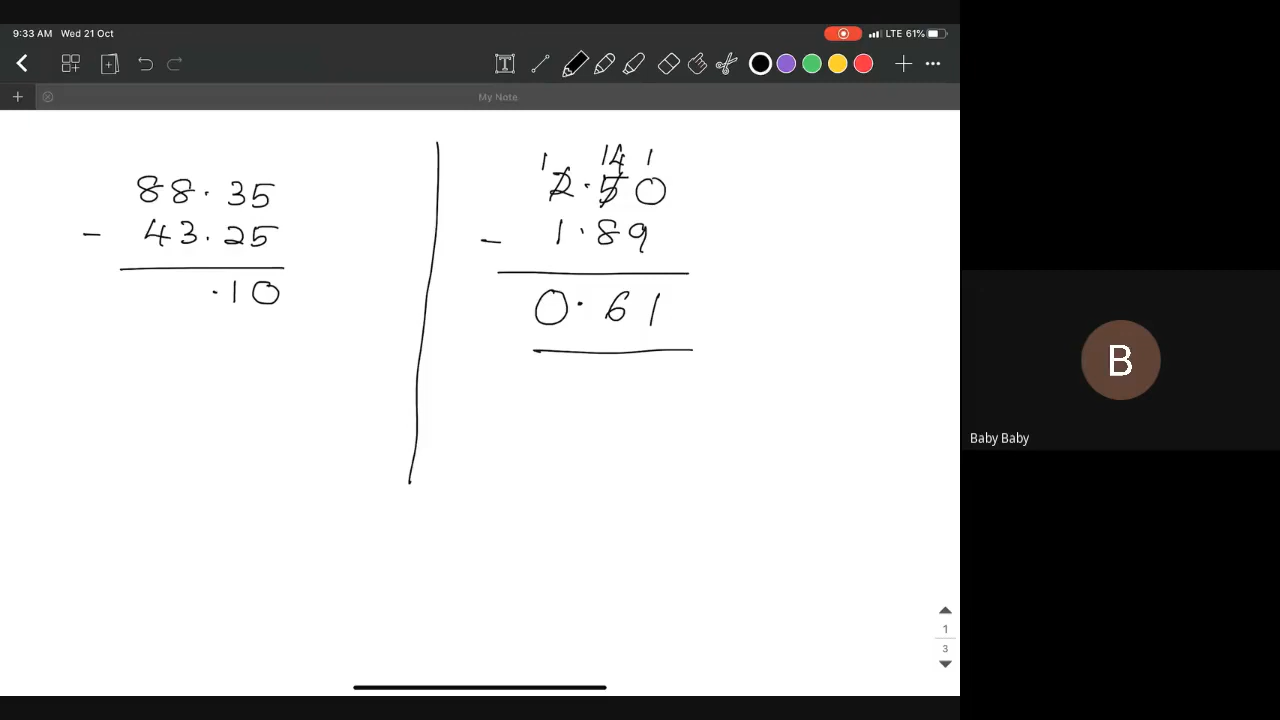 9:33 AM Wed 21 Oct
LTE 61%
T
My Note
88.35
- 43.25
.10
1 14 1
2.50
- 1.89
0.61
B
Baby Baby
1
3